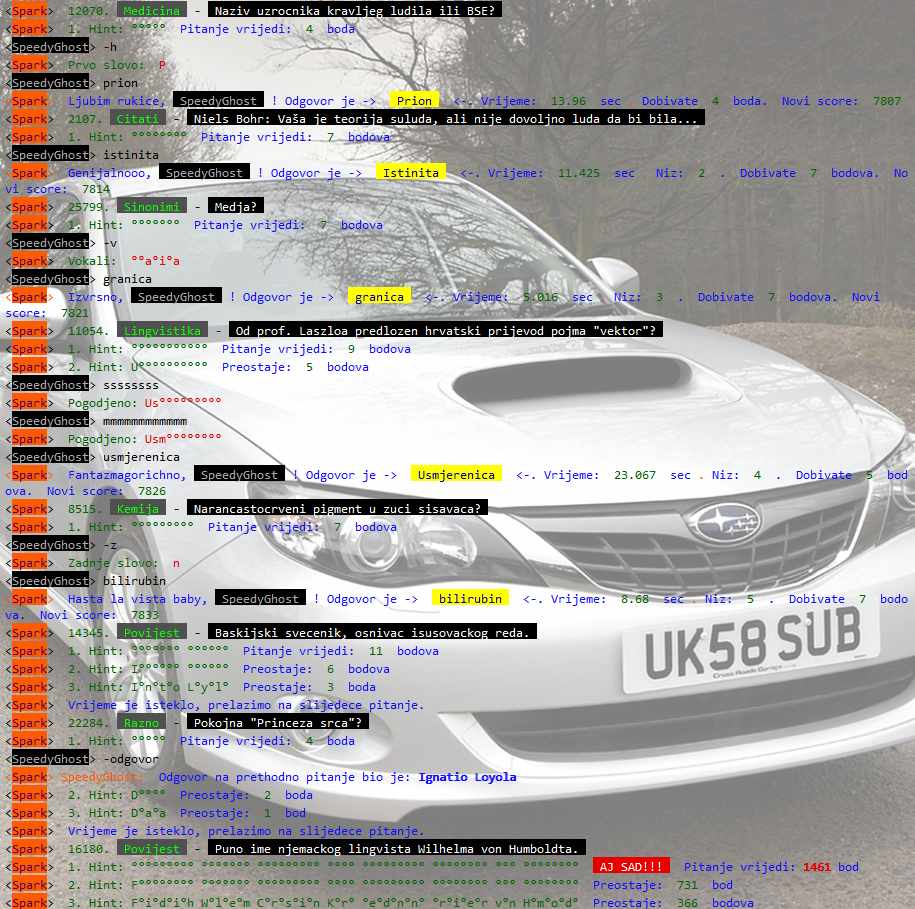 <Spark> 12070. Medicina - Naziv uzrocnika kravljeg ludila ili BSE?
<Spark> 1. Hint: °°°°° Pitanje vrijedi: 4 boda
<SpeedyGhost> -h
<Spark> Prvo slovo: P
<SpeedyGhost> prion
<Spark> Ljubim rukice, SpeedyGhost ! Odgovor je -> Prion <-. Vrijeme: 13.96 sec Dobivate 4 boda. Novi score: 7807
<Spark> 2107. Citati - Niels Bohr: Vaša je teorija suluda, ali nije dovoljno luda da bi bila...
<Spark> 1. Hint: °°°°°°°° Pitanje vrijedi: 7 bodova
<SpeedyGhost> istinita
<Spark> Genijalnooo, SpeedyGhost ! Odgovor je -> Istinita <-. Vrijeme: 11.425 sec Niz: 2 . Dobivate 7 bodova. No
vi score: 7814
<Spark> 25799. Sinonimi - Medja?
<Spark> 1. Hint: °°°°°°° Pitanje vrijedi: 7 bodova
<SpeedyGhost> -v
<Spark> Vokali: °°a°i°a
<SpeedyGhost> granica
<Spark> Izvrsno, SpeedyGhost ! Odgovor je -> granica <-. Vrijeme: 5.016 sec Niz: 3 . Dobivate 7 bodova. Novi
score: 7821
<Spark> 11054. Lingvistika - Od prof. Laszloa predlozen hrvatski prijevod pojma "vektor"?
<Spark> 1. Hint: °°°°°°°°°°° Pitanje vrijedi: 9 bodova
<Spark> 2. Hint: U°°°°°°°°°° Preostaje: 5 bodova
<SpeedyGhost> ssssssss
<Spark> Pogodjeno: Us°°°°°°°°°
<SpeedyGhost> mmmmmmmmmmmm
<Spark> Pogodjeno: Usm°°°°°°°°
<SpeedyGhost> usmjerenica
<Spark> Fantazmagorichno, SpeedyGhost ! Odgovor je -> Usmjerenica <-. Vrijeme: 23.067 sec . Niz: 4 . Dobivate 5 bod
ova. Novi score: 7826
<Spark> 8515. Kemija - Narancastocrveni pigment u zuci sisavaca?
<Spark> 1. Hint: °°°°°°°°° Pitanje vrijedi: 7 bodova
<SpeedyGhost> -z
<Spark> Zadnje slovo: n
<SpeedyGhost> bilirubin
<Spark> Hasta la vista baby, SpeedyGhost ! Odgovor je -> bilirubin <-. Vrijeme: 8.68 sec . Niz: 5 . Dobivate 7 bodo
va. Novi score: 7833
<Spark> 14345. Povijest - Baskijski svecenik, osnivac isusovackog reda.
<Spark> 1. Hint: °°°°°°° °°°°°° Pitanje vrijedi: 11 bodova
<Spark> 2. Hint: I°°°°°° °°°°°° Preostaje: 6 bodova
<Spark> 3. Hint: I°n°t°o L°y°l° Preostaje: 3 boda
<Spark> Vrijeme je isteklo, prelazimo na slijedece pitanje.
<Spark> 22284. Razno - Pokojna "Princeza srca"?
<Spark> 1. Hint: °°°°° Pitanje vrijedi: 4 boda
<SpeedyGhost> -odgovor
<Spark> SpeedyGhost: Odgovor na prethodno pitanje bio je: Ignatio Loyola
<Spark> 2. Hint: D°°°° Preostaje: 2 boda
<Spark> 3. Hint: D°a°a Preostaje: 1 bod
<Spark> Vrijeme je isteklo, prelazimo na slijedece pitanje.
<Spark> 16180. Povijest - Puno ime njemackog lingvista Wilhelma von Humboldta.
<Spark> 1. Hint: °°°°°°°°° °°°°°°° °°°°°°°°° °°°° °°°°°°°°° °°°°°°°° °°° °°°°°°°° AJ SAD!!! Pitanje vrijedi: 1461 bod
<Spark> 2. Hint: F°°°°°°°° °°°°°°° °°°°°°°°° °°°° °°°°°°°°° °°°°°°°° °°° °°°°°°°° Preostaje: 731 bod
<Spark> 3. Hint: F°i°d°i°h W°l°e°m C°r°s°i°n K°r° °e°d°n°n° °r°i°e°r v°n H°m°o°d° Preostaje: 366 bodova
UK58 SUB
Cross Roads Garage